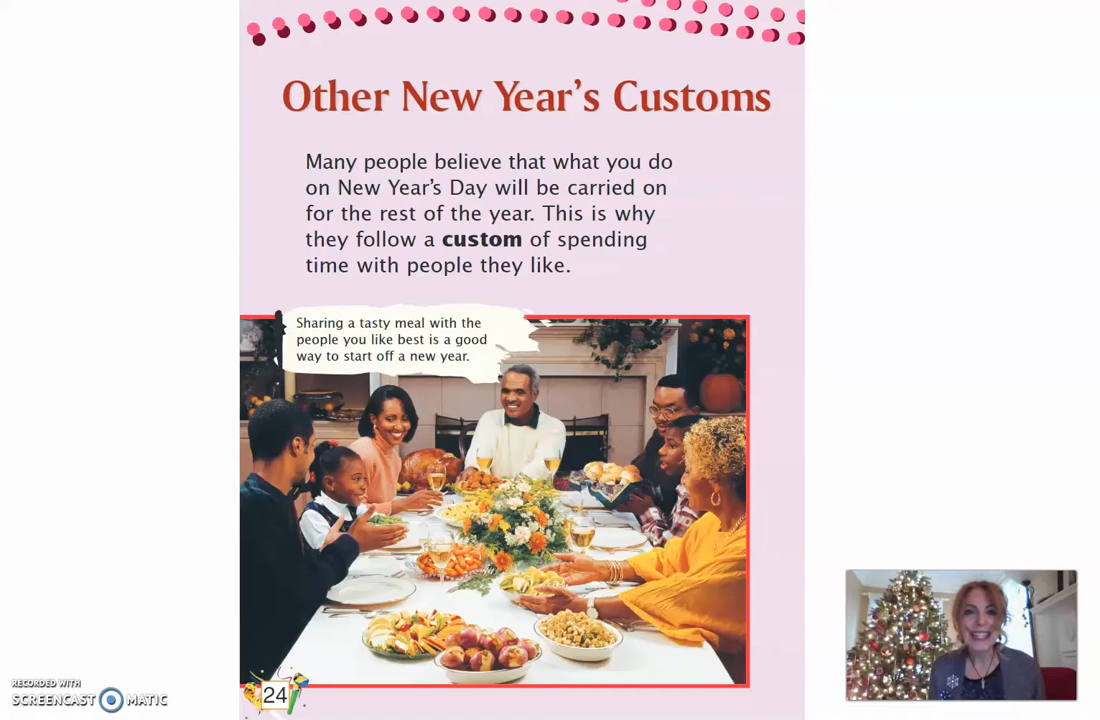 Other New Year's Customs
Many people believe that what you do
on New Year's Day will be carried on
for the rest of the year. This is why
they follow a custom of spending
time with people they like.
Sharing a tasty meal with the
people you like best is a good
way to start off a new year.
24
RECORDED WITH
SCREENCAST MATIC